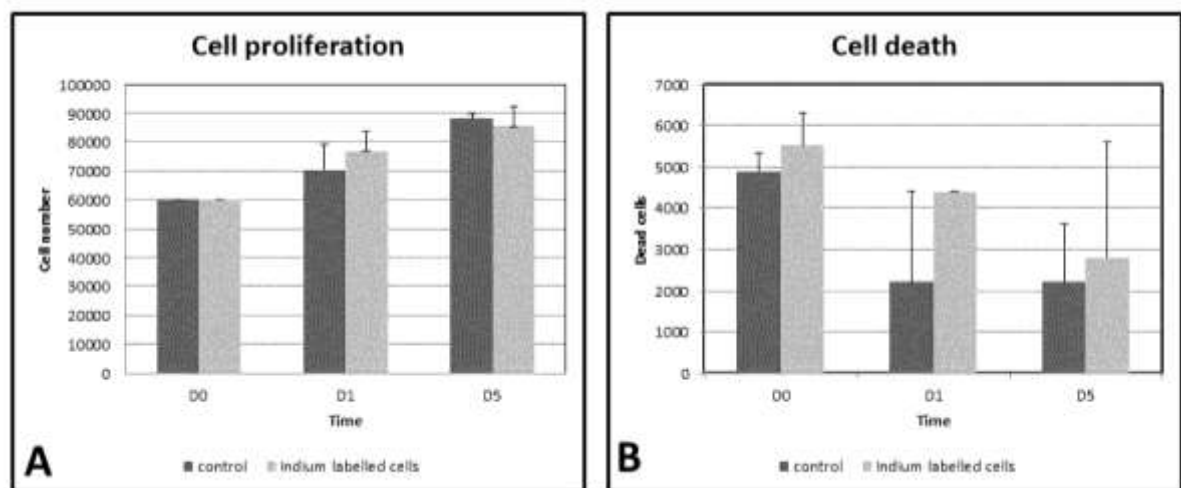 Cell proliferation
100000
90000
80000
70000
60000
50000
40000
30000
20000
10000
0
Cell number
D0 D1 D5
Time
A
control Indium labelled cells
Cell death
7000
6000
5000
4000
3000
2000
1000
0
Dead cells
D0 D1 D5
Time
B
control Indium labelled cells